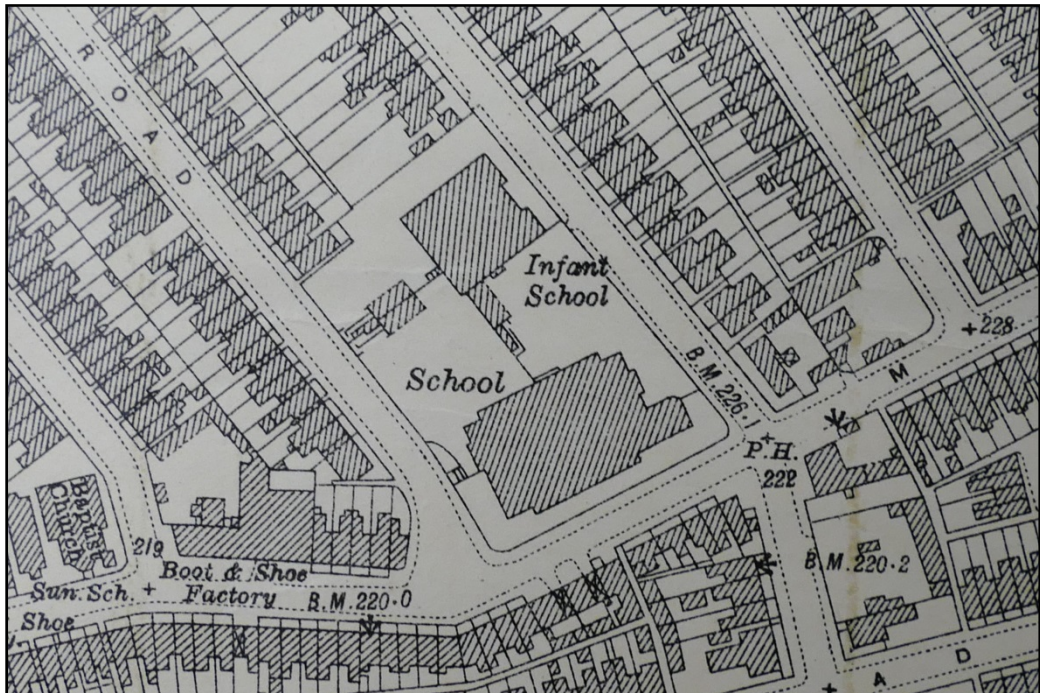 ROAD
Infant
School
School
B.M. 226·1
+228·
M
P.H.
222
Baptist
Church
219
Boot & Shoe
Sun. Sch. + Factory B.M. 220·0
Shoe
B.M. 220·2
A D